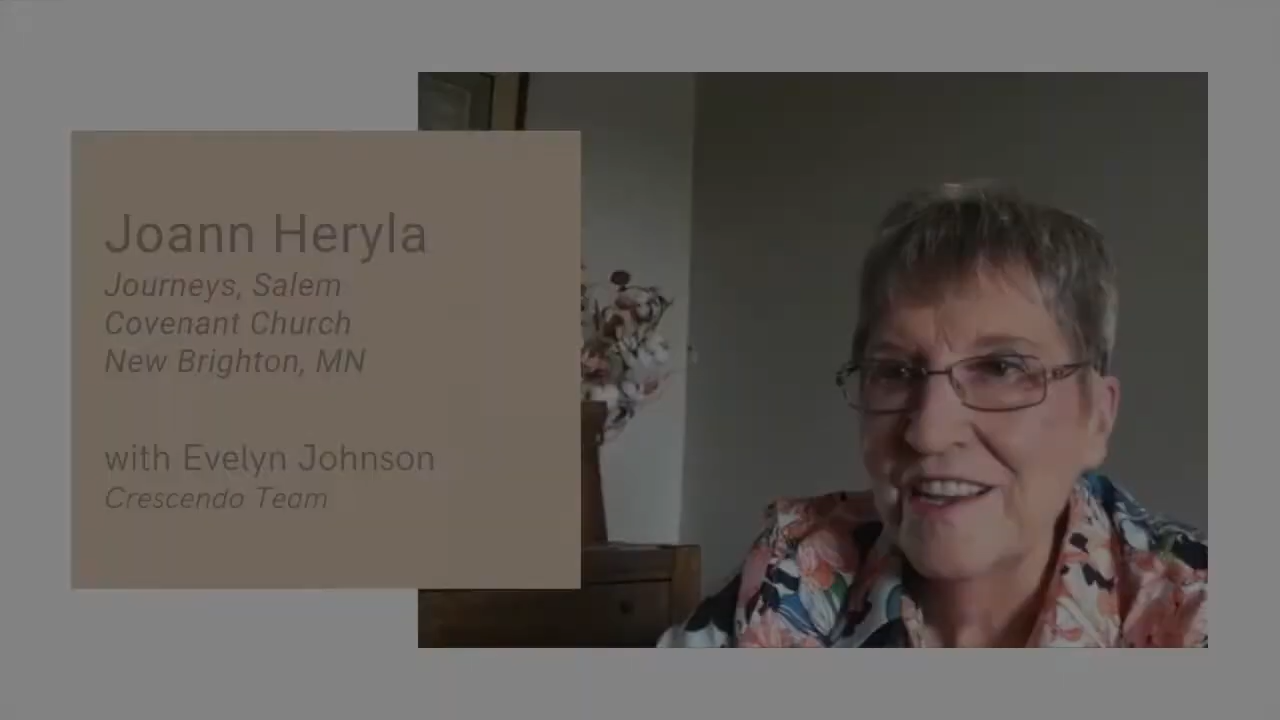 Joann Heryla
Journeys, Salem
Covenant Church
New Brighton, MN
with Evelyn Johnson
Crescendo Team